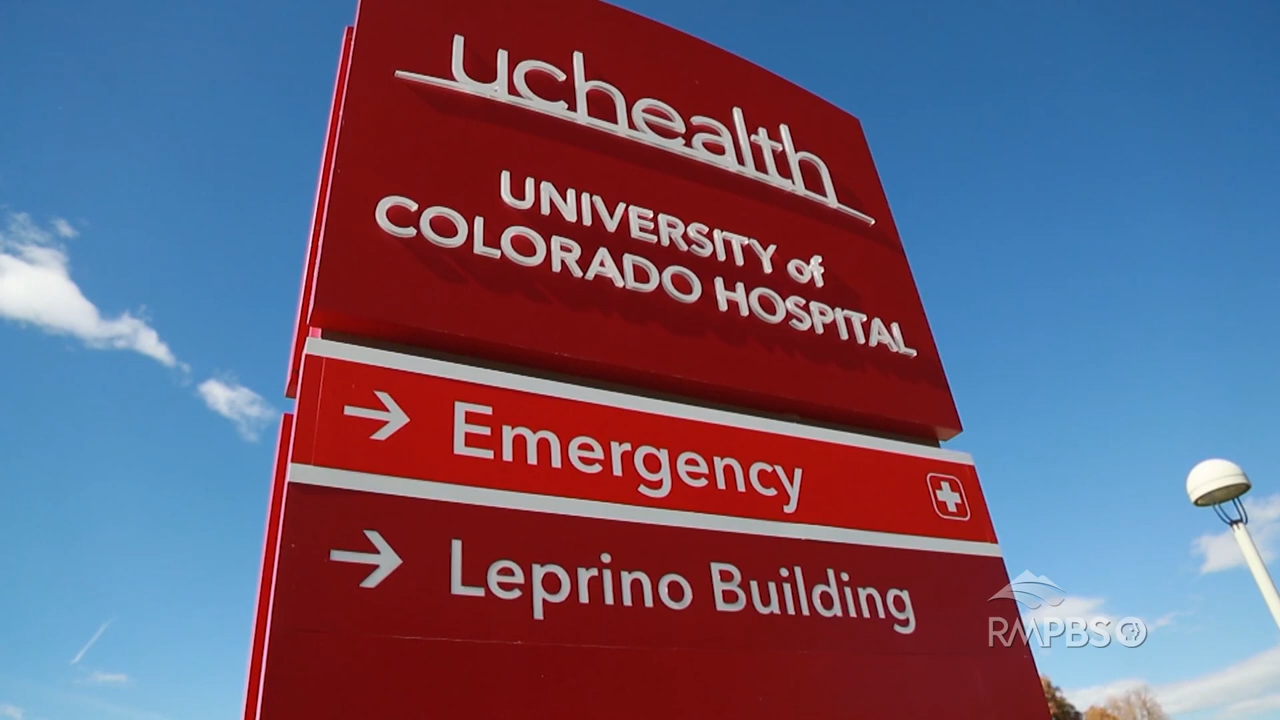 uchealth
UNIVERSITY of
COLORADO HOSPITAL
→ Emergency
→ Leprino Building
RMPBS